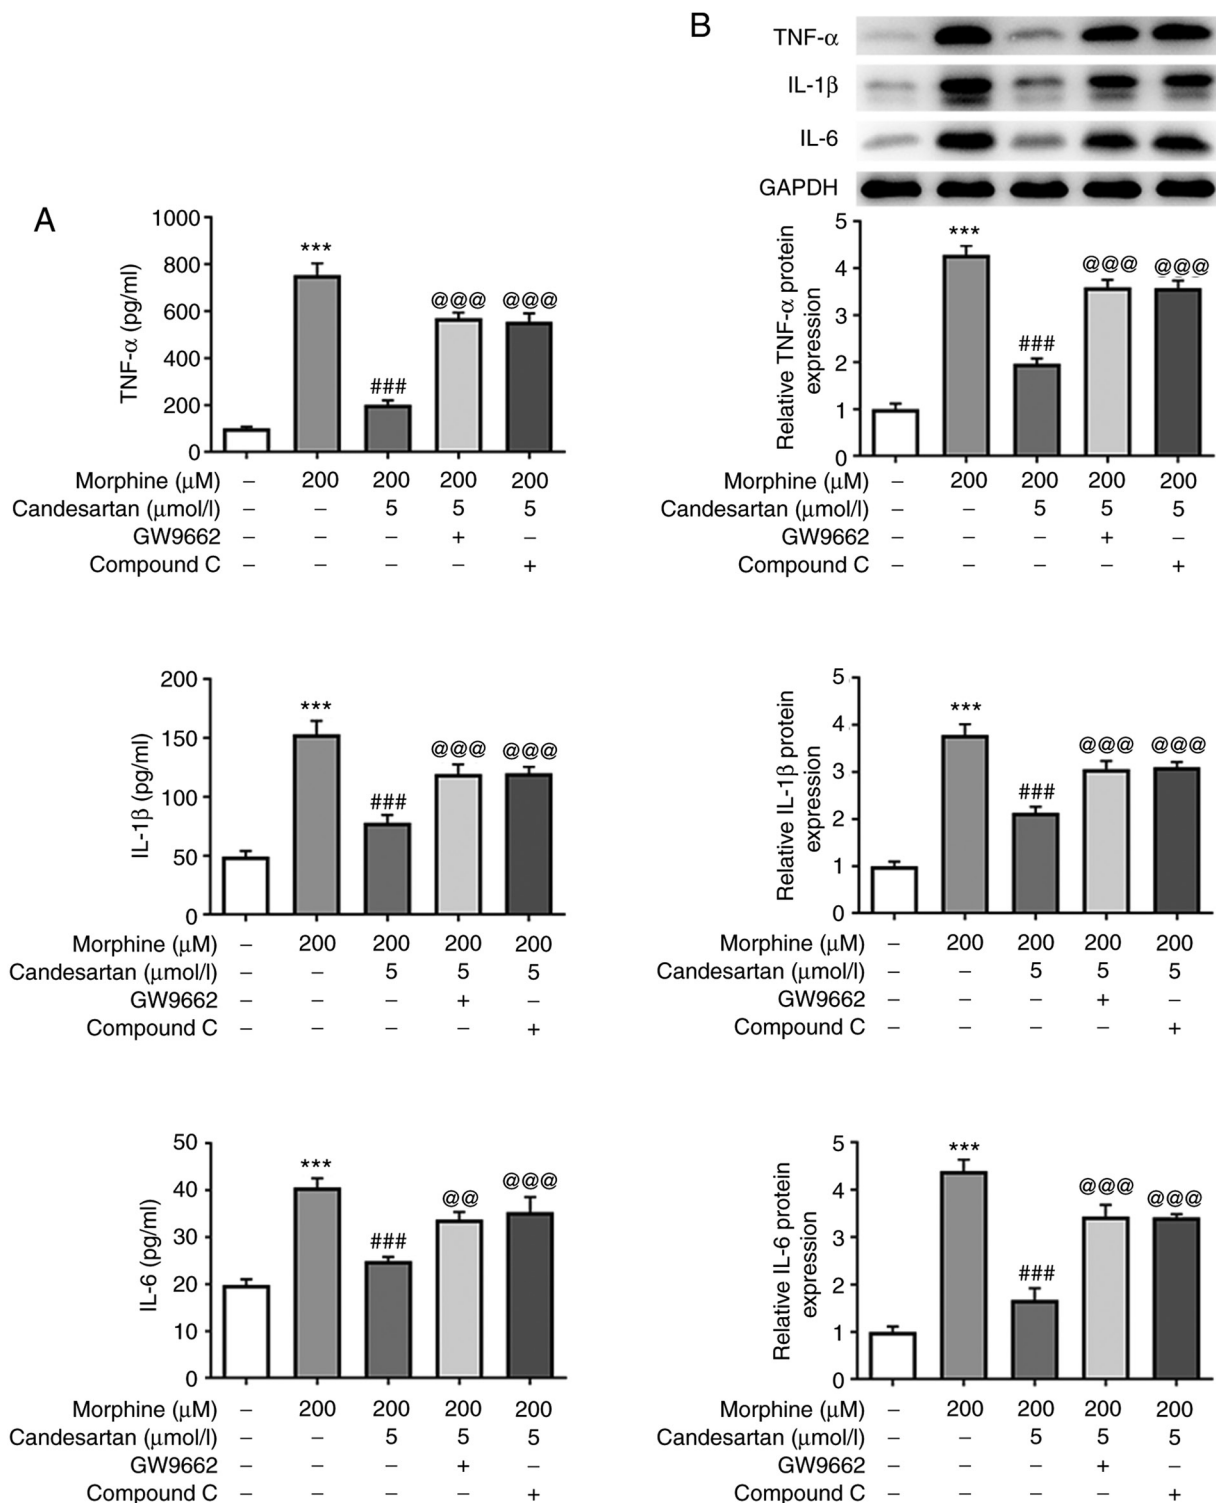 B
TNF-α
IL-1β
IL-6
GAPDH
A
TNF-α (pg/ml)
1000
800
600
400
200
0
***
###
@@@
@@@
Morphine (μM) – 200 200 200 200
Candesartan (μmol/l) – – 5 5 5
GW9662 – – – + –
Compound C – – – – +
Relative TNF-α protein
expression
5
4
3
2
1
0
***
###
@@@
@@@
Morphine (μM) – 200 200 200 200
Candesartan (μmol/l) – – 5 5 5
GW9662 – – – + –
Compound C – – – – +
IL-1β (pg/ml)
200
150
100
50
0
***
###
@@@
@@@
Morphine (μM) – 200 200 200 200
Candesartan (μmol/l) – – 5 5 5
GW9662 – – – + –
Compound C – – – – +
Relative IL-1β protein
expression
5
4
3
2
1
0
***
###
@@@
@@@
Morphine (μM) – 200 200 200 200
Candesartan (μmol/l) – – 5 5 5
GW9662 – – – + –
Compound C – – – – +
IL-6 (pg/ml)
50
40
30
20
10
0
***
###
@@
@@@
Morphine (μM) – 200 200 200 200
Candesartan (μmol/l) – – 5 5 5
GW9662 – – – + –
Compound C – – – – +
Relative IL-6 protein
expression
5
4
3
2
1
0
***
###
@@@
@@@
Morphine (μM) – 200 200 200 200
Candesartan (μmol/l) – – 5 5 5
GW9662 – – – + –
Compound C – – – – +